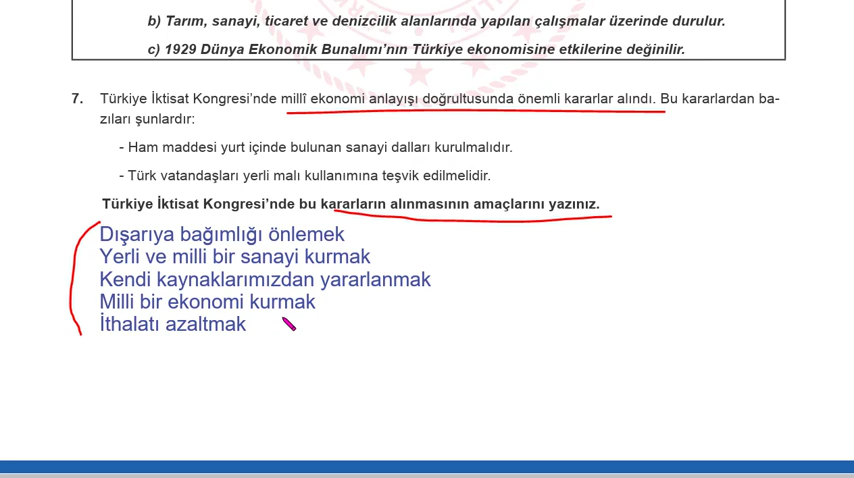 b) Tarım, sanayi, ticaret ve denizcilik alanlarında yapılan çalışmalar üzerinde durulur.
c) 1929 Dünya Ekonomik Bunalımı’nın Türkiye ekonomisine etkilerine değinilir.
7. Türkiye İktisat Kongresi’nde millî ekonomi anlayışı doğrultusunda önemli kararlar alındı. Bu kararlardan ba-
zıları şunlardır:
- Ham maddesi yurt içinde bulunan sanayi dalları kurulmalıdır.
- Türk vatandaşları yerli malı kullanımına teşvik edilmelidir.
Türkiye İktisat Kongresi’nde bu kararların alınmasının amaçlarını yazınız.
Dışarıya bağımlığı önlemek
Yerli ve milli bir sanayi kurmak
Kendi kaynaklarımızdan yararlanmak
Milli bir ekonomi kurmak
İthalatı azaltmak